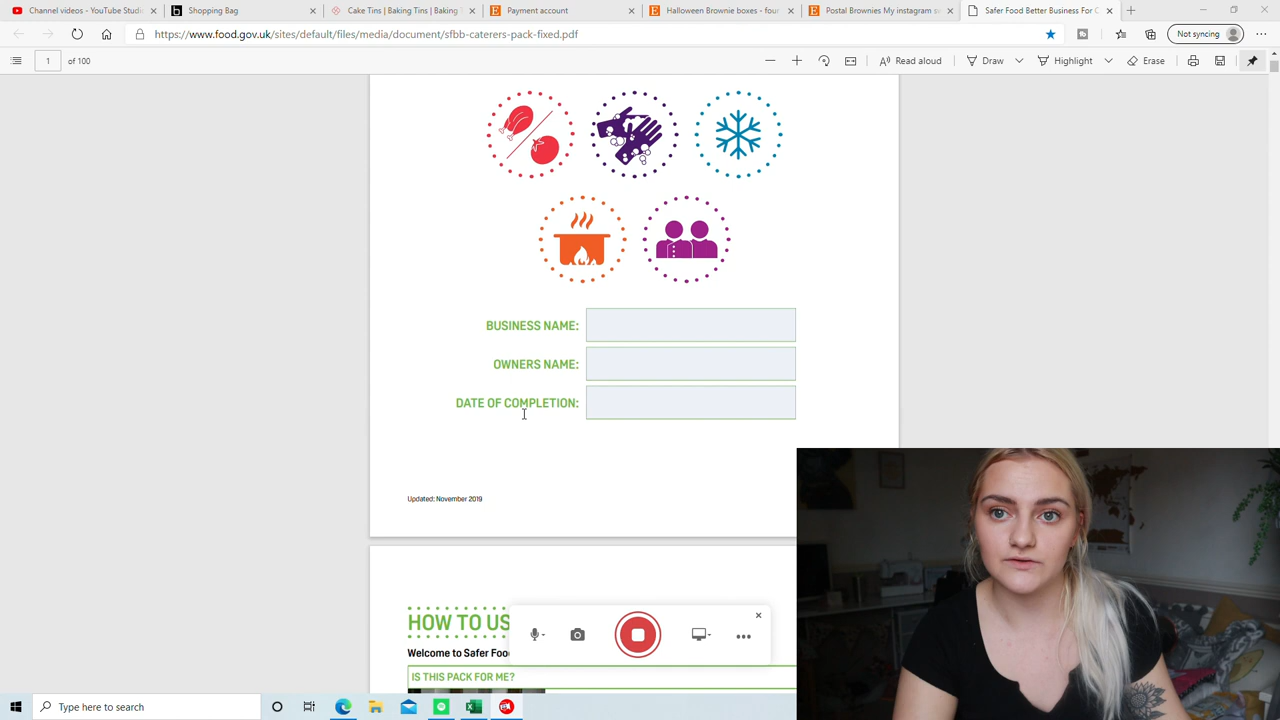 Channel videos - YouTube Studi
Shopping Bag
Cake Tins | Baking Tins | Baking
Payment account
Halloween Brownie boxes - four
Postal Brownies My instagram s
Safer Food Better Business For C
https://www.food.gov.uk/sites/default/files/media/document/sfbb-caterers-pack-fixed.pdf
Not syncing
1 of 100
Read aloud
Draw
Highlight
Erase
BUSINESS NAME:
OWNERS NAME:
DATE OF COMPLETION:
Updated: November 2019
HOW TO US
Welcome to Safer Foo
IS THIS PACK FOR ME?
Type here to search